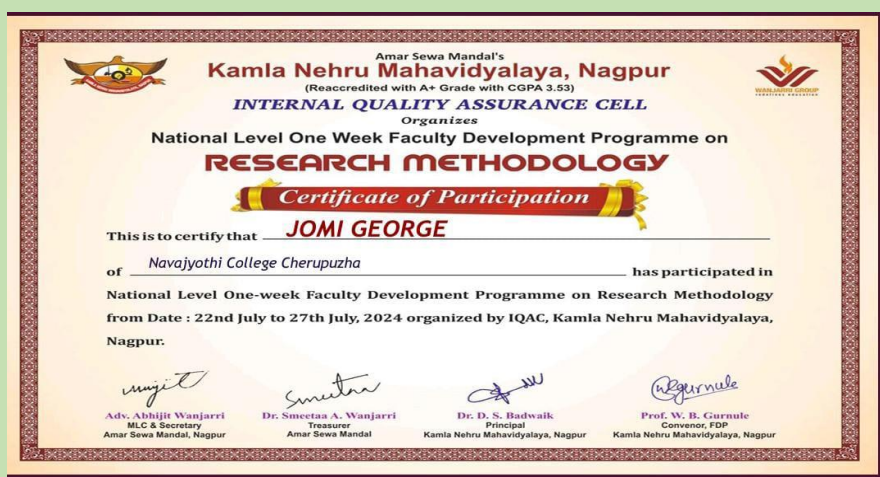 Amar Sewa Mandal's
Kamla Nehru Mahavidyalaya, Nagpur
(Reaccredited with A+ Grade with CGPA 3.53)
WANJARRI GROUP
redefines education
INTERNAL QUALITY ASSURANCE CELL
Organizes
National Level One Week Faculty Development Programme on
RESEARCH METHODOLOGY
Certificate of Participation
This is to certify that JOMI GEORGE
of Navajyothi College Cherupuzha has participated in
National Level One-week Faculty Development Programme on Research Methodology
from Date : 22nd July to 27th July, 2024 organized by IQAC, Kamla Nehru Mahavidyalaya,
Nagpur.
Adv. Abhijit Wanjarri
MLC & Secretary
Amar Sewa Mandal, Nagpur
Dr. Smeetaa A. Wanjarri
Treasurer
Amar Sewa Mandal
Dr. D. S. Badwaik
Principal
Kamla Nehru Mahavidyalaya, Nagpur
Prof. W. B. Gurnule
Convenor, FDP
Kamla Nehru Mahavidyalaya, Nagpur